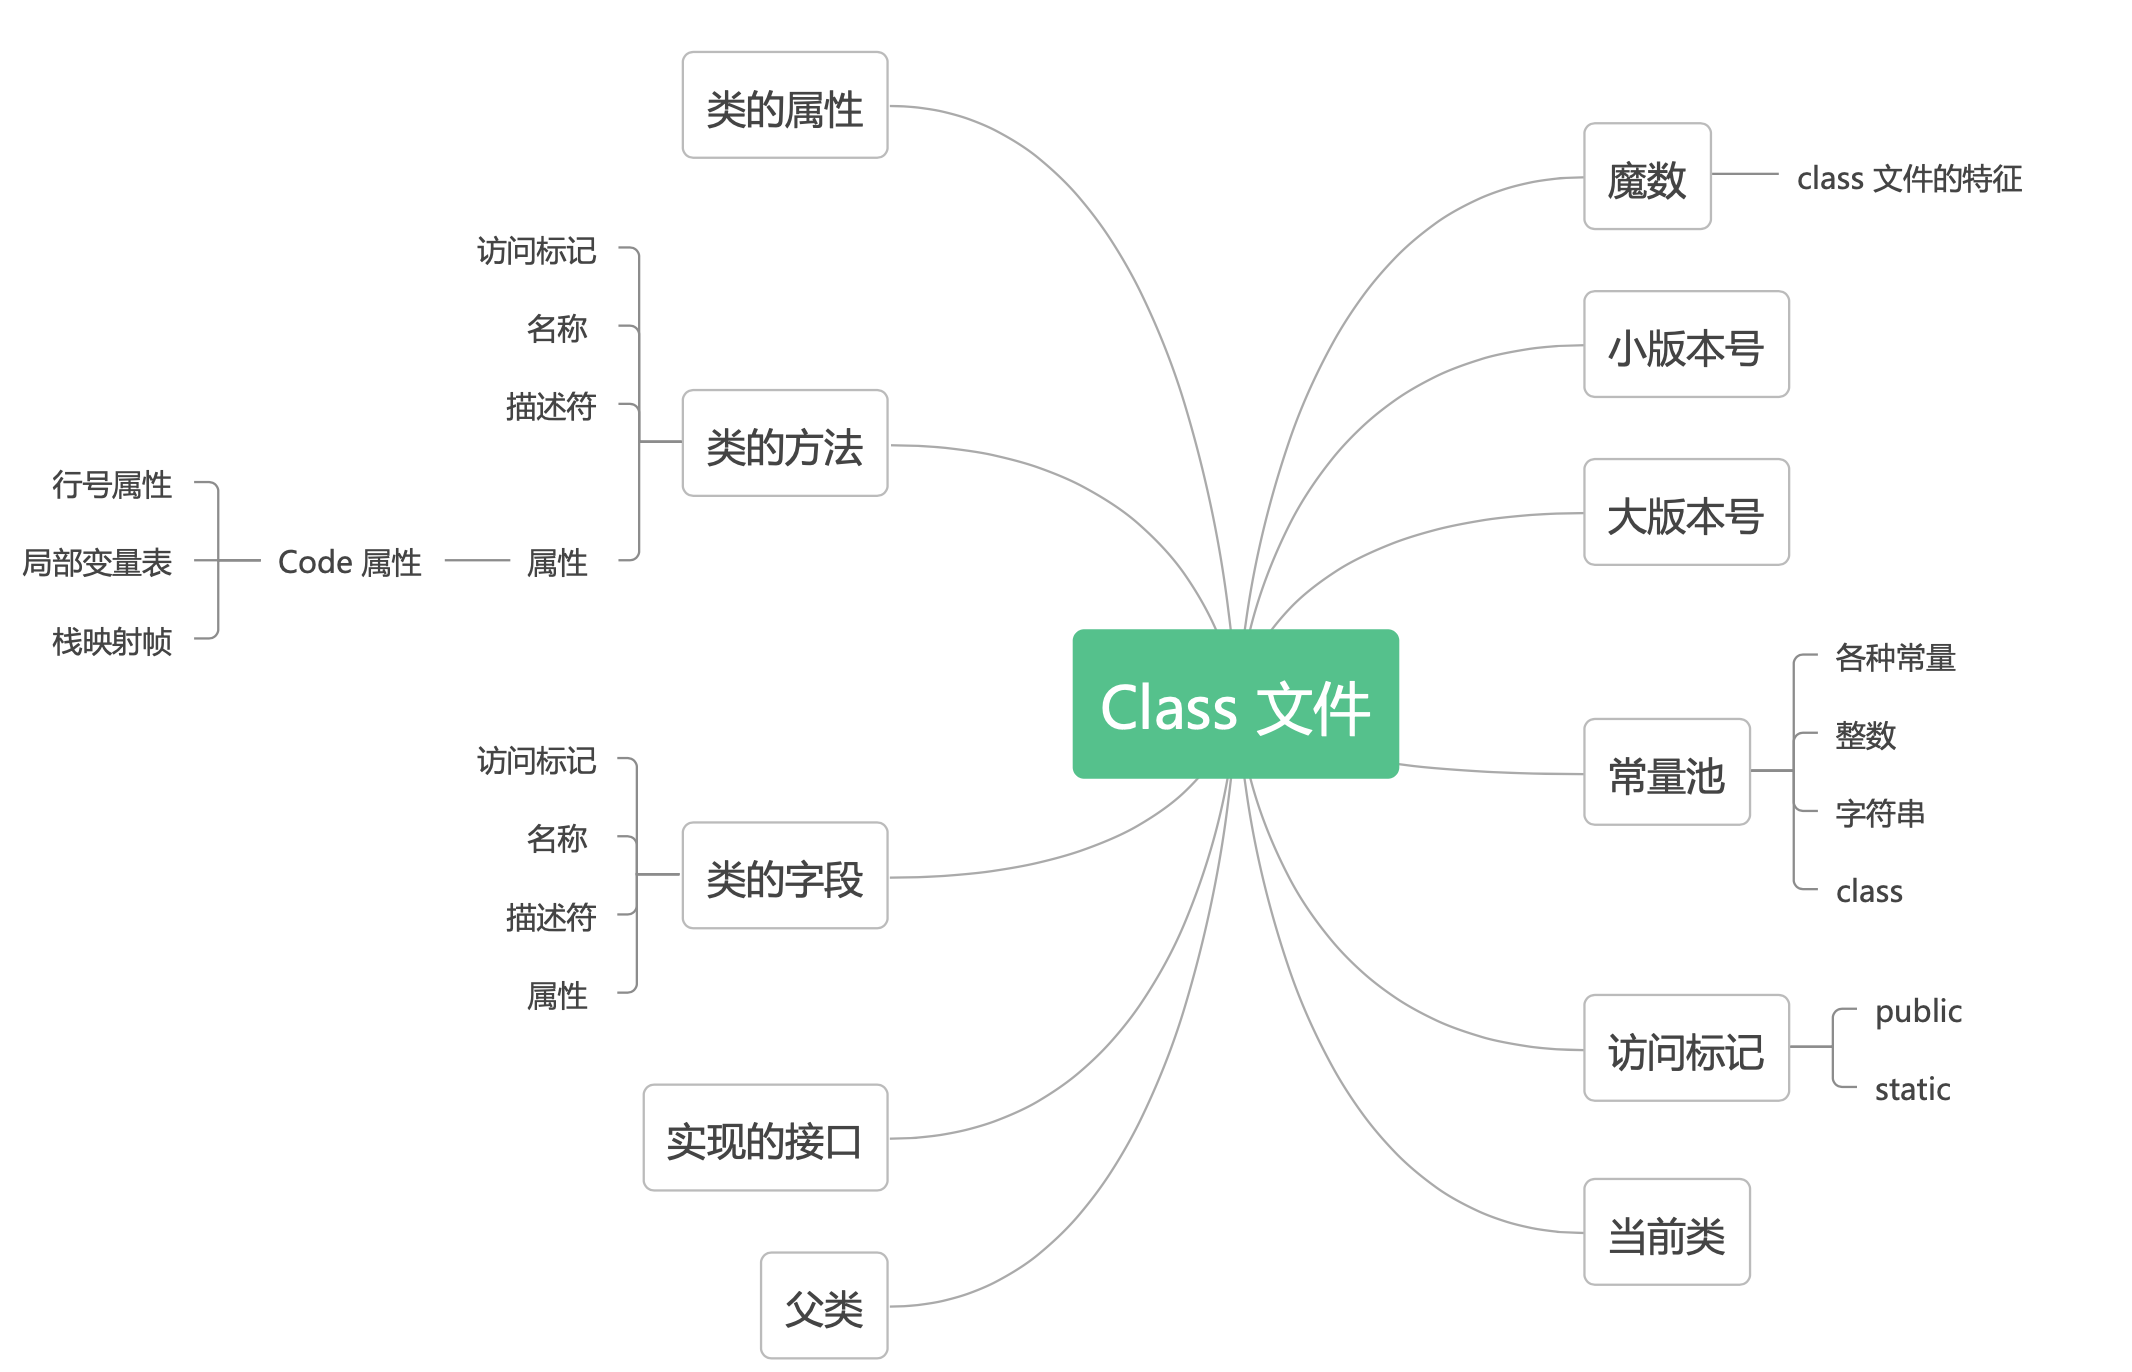 Class 文件
魔数
class 文件的特征
小版本号
大版本号
常量池
各种常量
整数
字符串
class
访问标记
public
static
当前类
父类
实现的接口
类的字段
访问标记
名称
描述符
属性
类的方法
访问标记
名称
描述符
属性
Code 属性
行号属性
局部变量表
栈映射帧
类的属性